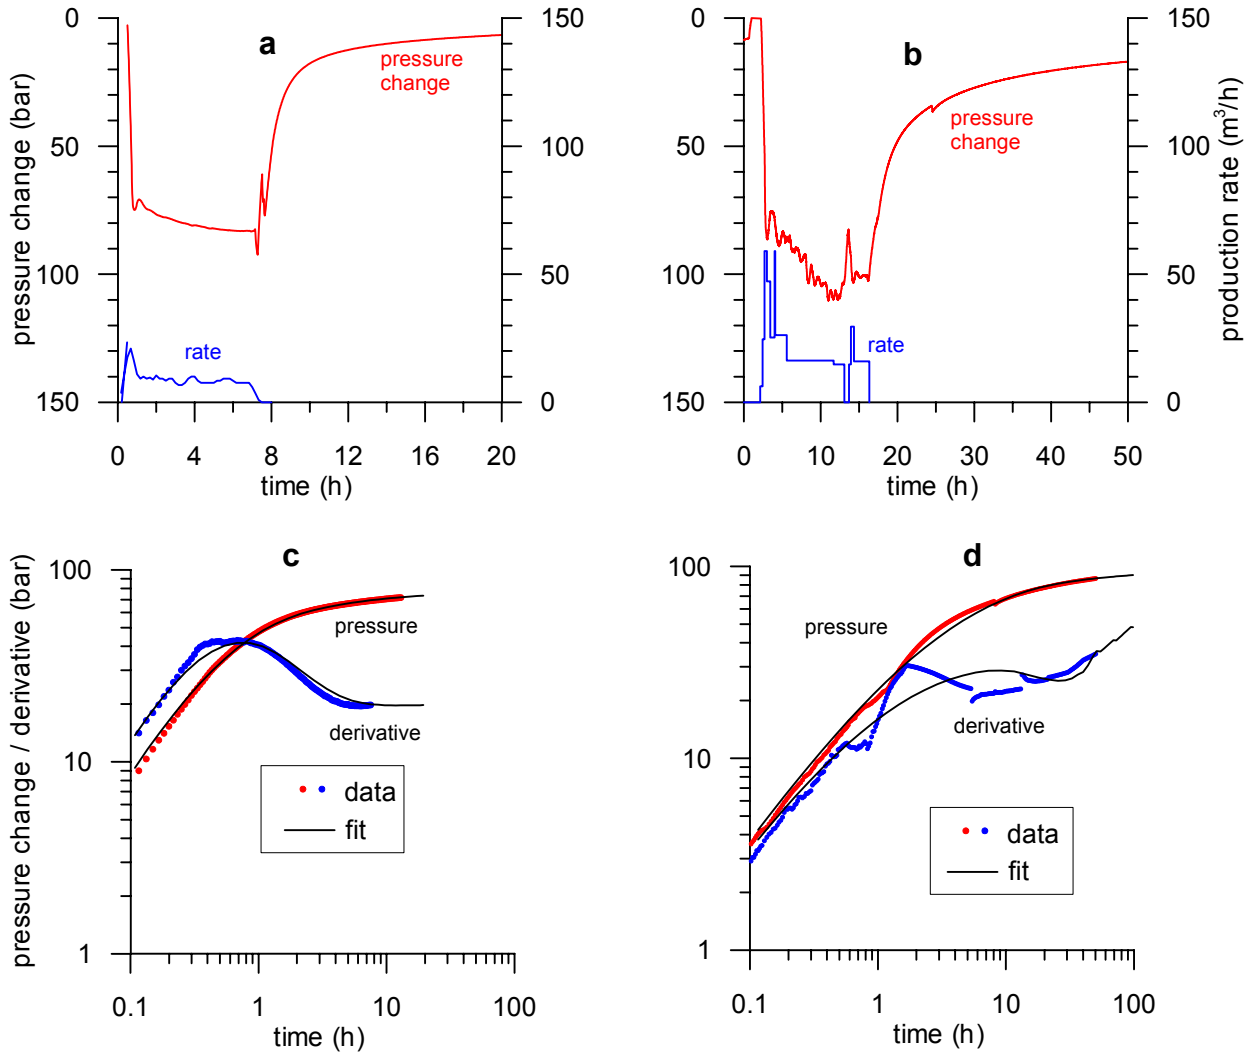 a
b
pressure change (bar)
0
50
100
150
pressure
change
rate
0
4
8
12
16
20
time (h)
150
100
50
0
0
50
100
150
pressure
change
rate
0
10
20
30
40
50
time (h)
150
100
50
0
production rate (m³/h)
c
d
pressure change / derivative (bar)
100
10
1
pressure
derivative
data
fit
0.1
1
10
100
time (h)
100
10
1
pressure
derivative
data
fit
0.1
1
10
100
time (h)